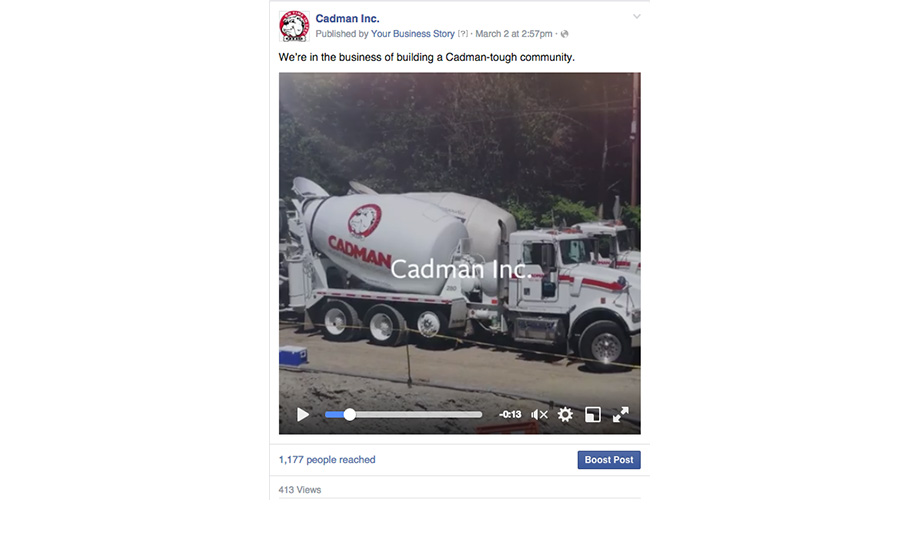 Cadman Inc.
Published by Your Business Story [?] · March 2 at 2:57pm ·
We're in the business of building a Cadman-tough community.
CADMAN
Cadman Inc.
-0:13
1,177 people reached
Boost Post
413 Views